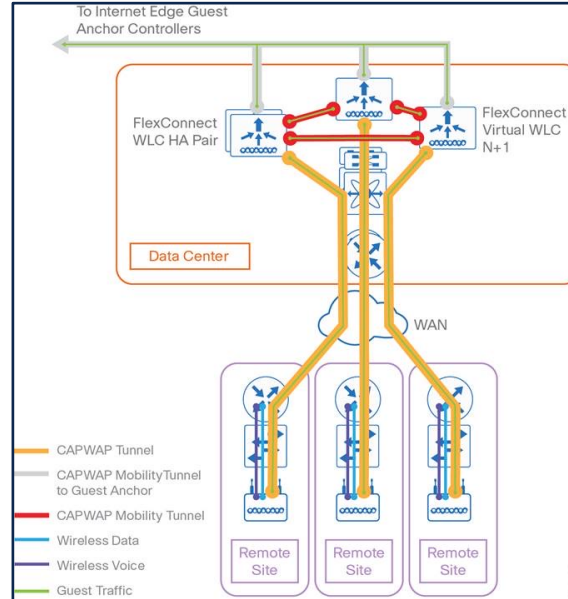 To Internet Edge Guest
Anchor Controllers
FlexConnect
WLC HA Pair
FlexConnect
Virtual WLC
N+1
Data Center
WAN
CAPWAP Tunnel
CAPWAP MobilityTunnel
to Guest Anchor
CAPWAP Mobility Tunnel
Wireless Data
Wireless Voice
Guest Traffic
Remote
Site
Remote
Site
Remote
Site